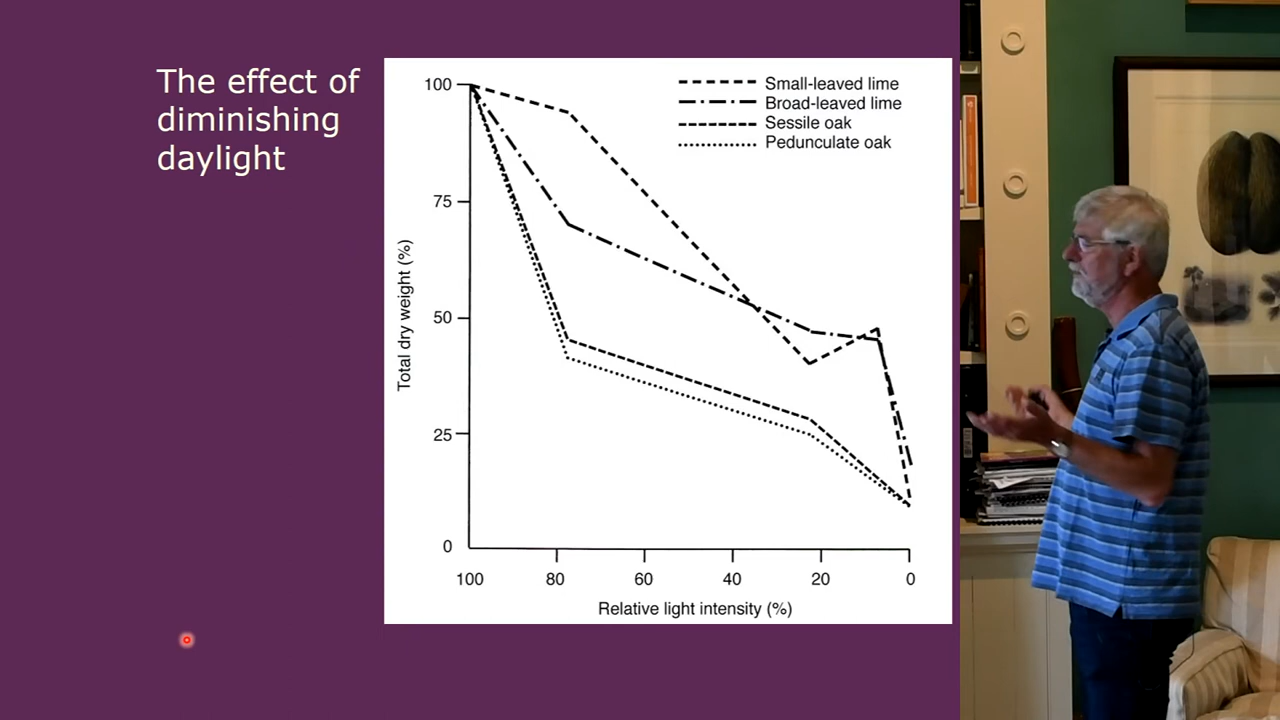 The effect of
diminishing
daylight
Small-leaved lime
Broad-leaved lime
Sessile oak
Pedunculate oak
Total dry weight (%)
100
75
50
25
0
100 80 60 40 20 0
Relative light intensity (%)